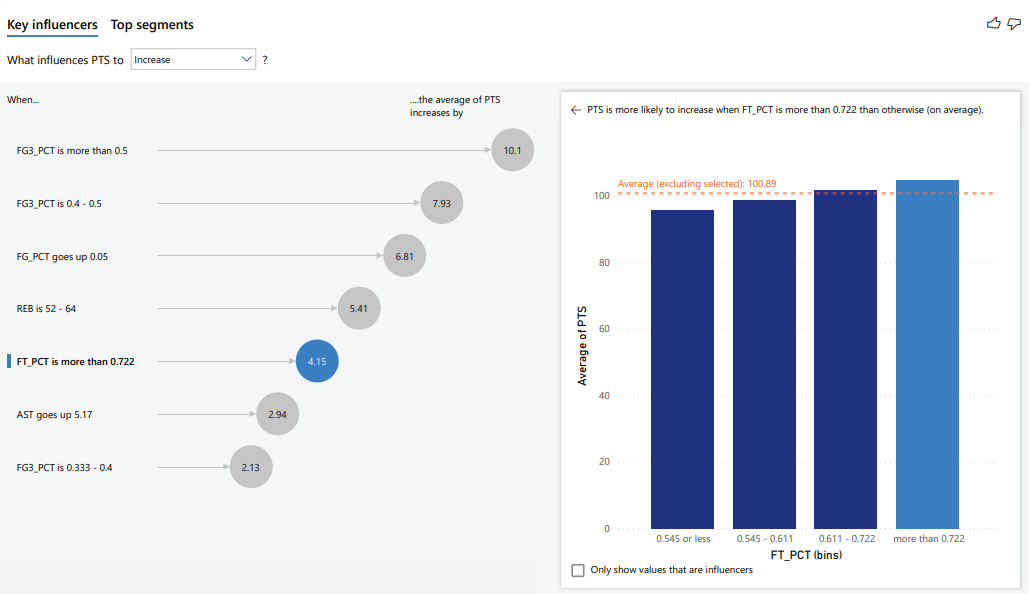 Key influencers Top segments
What influences PTS to Increase ?
When...
....the average of PTS
increases by
FG3_PCT is more than 0.5 10.1
FG3_PCT is 0.4 - 0.5 7.93
FG_PCT goes up 0.05 6.81
REB is 52 - 64 5.41
FT_PCT is more than 0.722 4.15
AST goes up 5.17 2.94
FG3_PCT is 0.333 - 0.4 2.13
PTS is more likely to increase when FT_PCT is more than 0.722 than otherwise (on average).
Average (excluding selected): 100.89
100
80
60
40
20
0
Average of PTS
0.545 or less 0.545 - 0.611 0.611 - 0.722 more than 0.722
FT_PCT (bins)
Only show values that are influencers